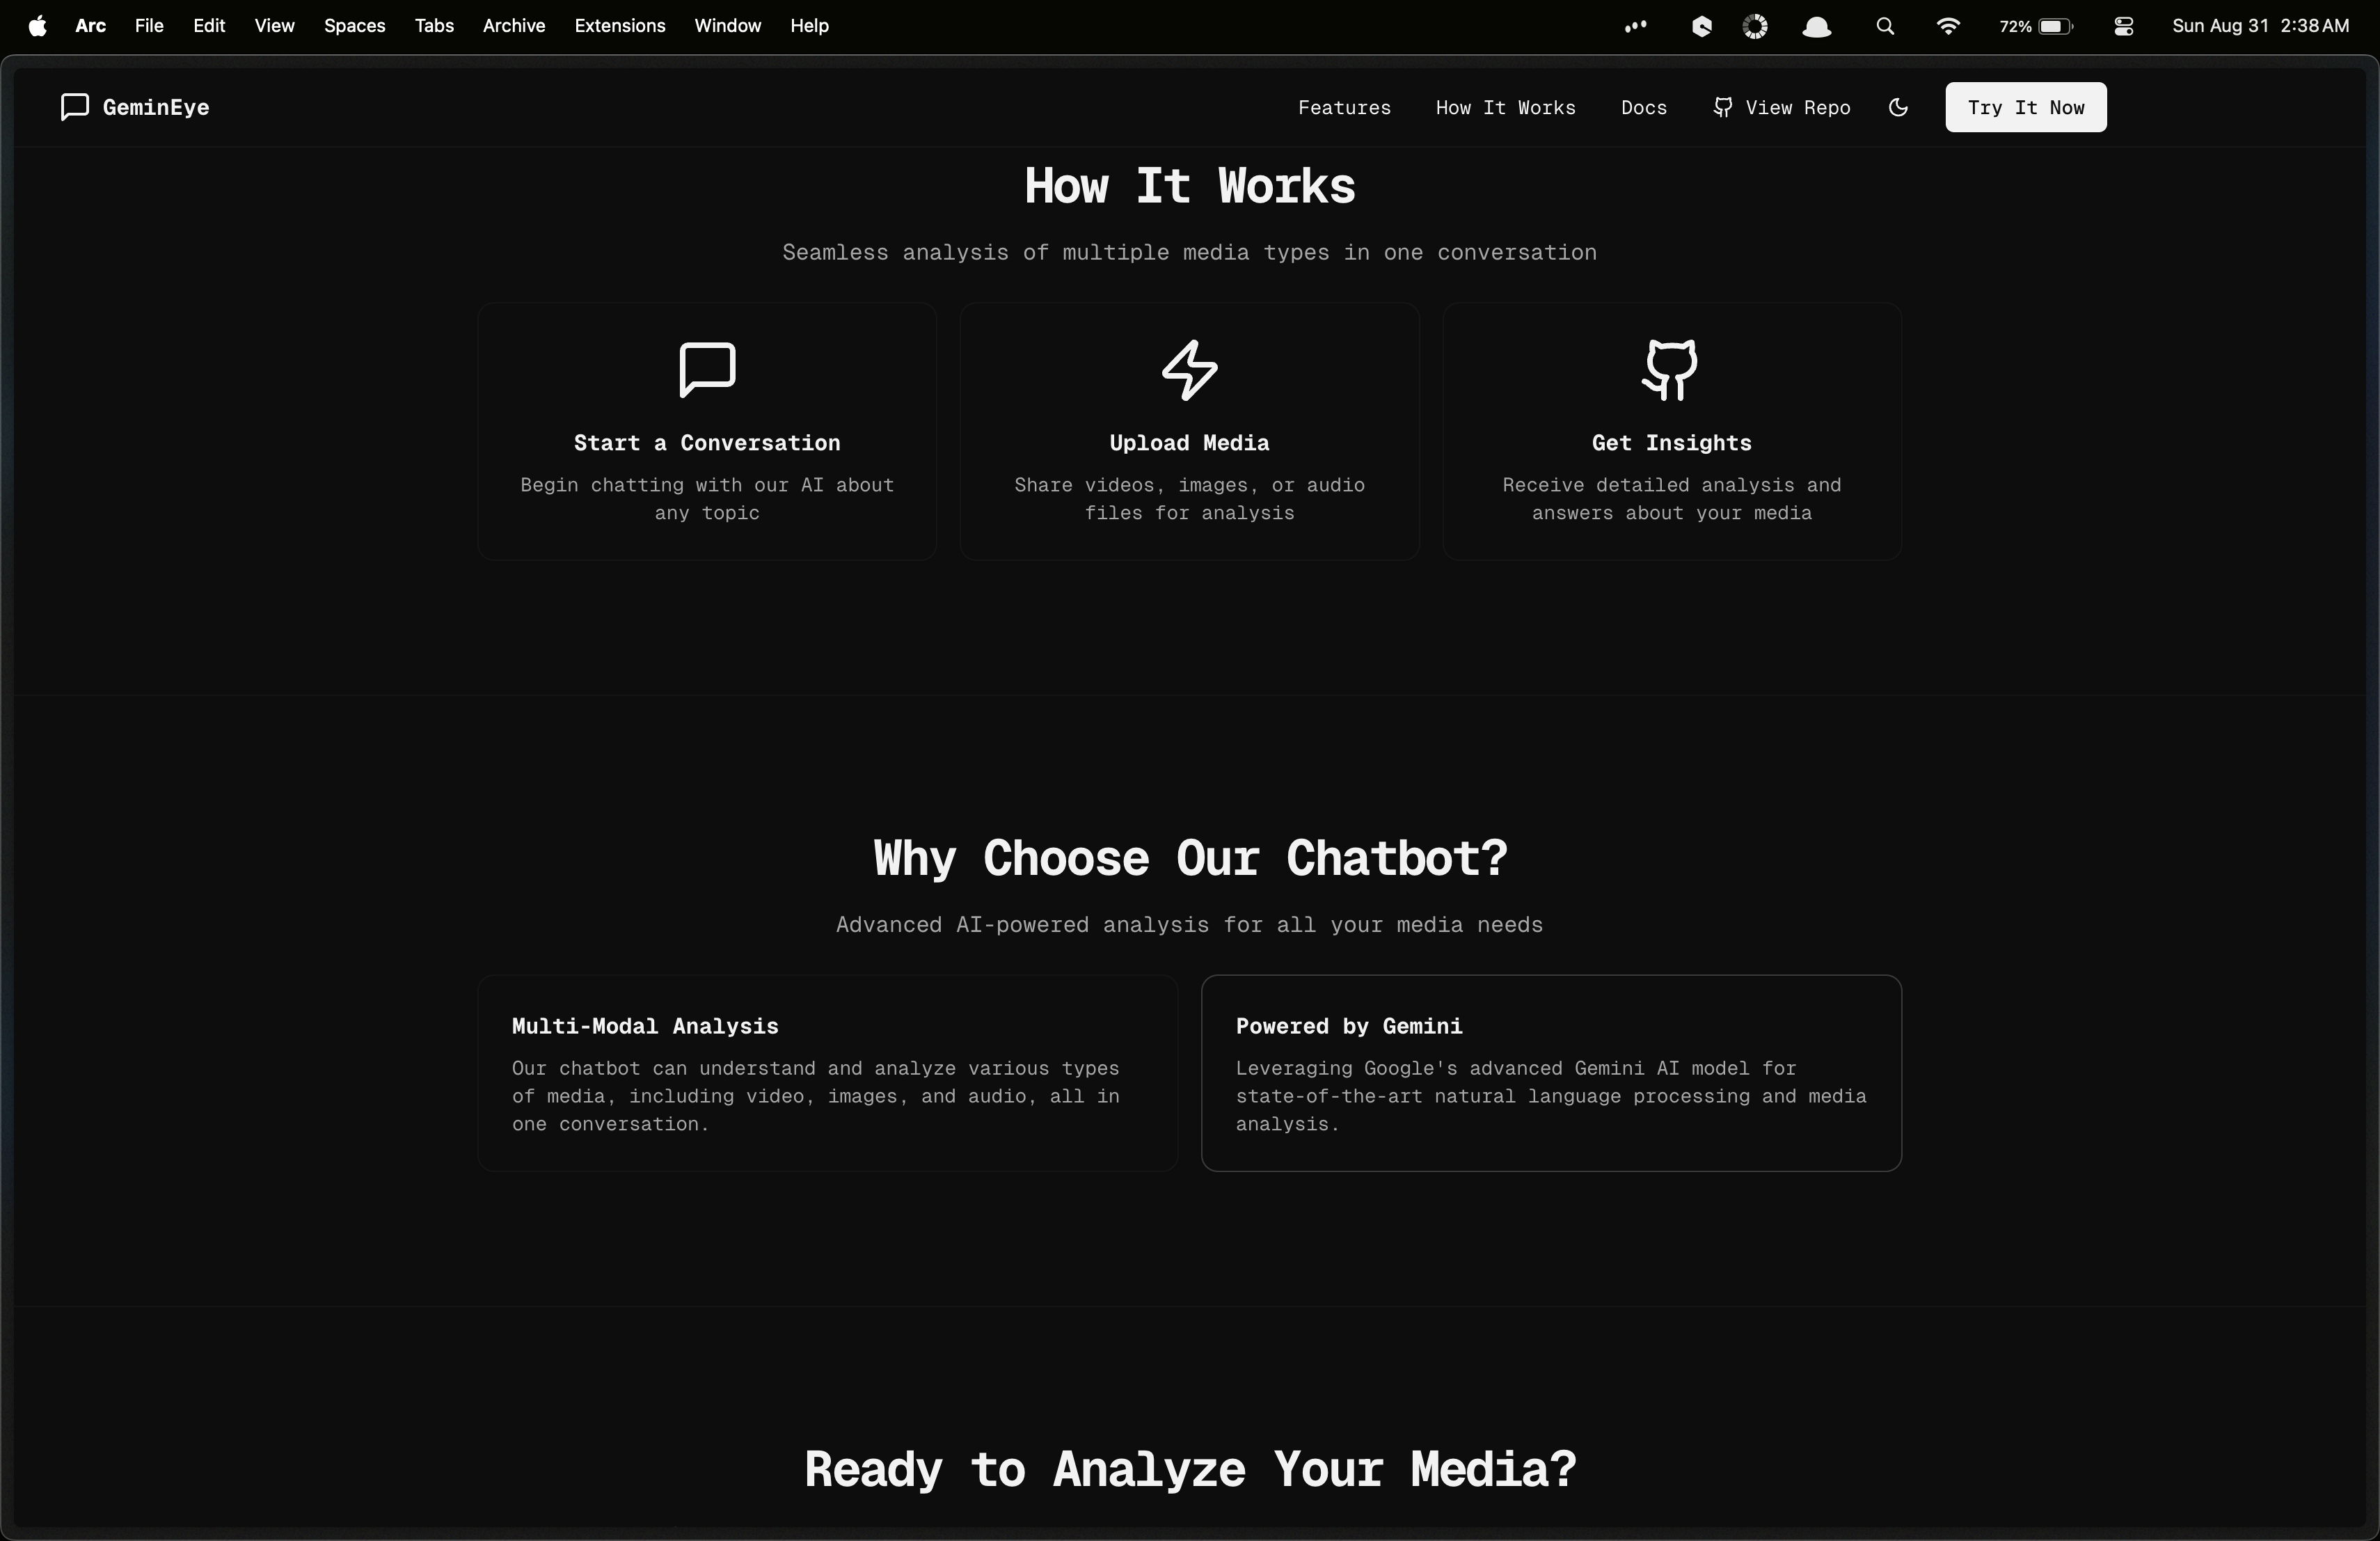 Arc File Edit View Spaces Tabs Archive Extensions Window Help 72% Sun Aug 31 2:38 AM
GeminEye Features How It Works Docs View Repo Try It Now
How It Works
Seamless analysis of multiple media types in one conversation
Start a Conversation
Begin chatting with our AI about
any topic
Upload Media
Share videos, images, or audio
files for analysis
Get Insights
Receive detailed analysis and
answers about your media
Why Choose Our Chatbot?
Advanced AI-powered analysis for all your media needs
Multi-Modal Analysis
Our chatbot can understand and analyze various types
of media, including video, images, and audio, all in
one conversation.
Powered by Gemini
Leveraging Google's advanced Gemini AI model for
state-of-the-art natural language processing and media
analysis.
Ready to Analyze Your Media?